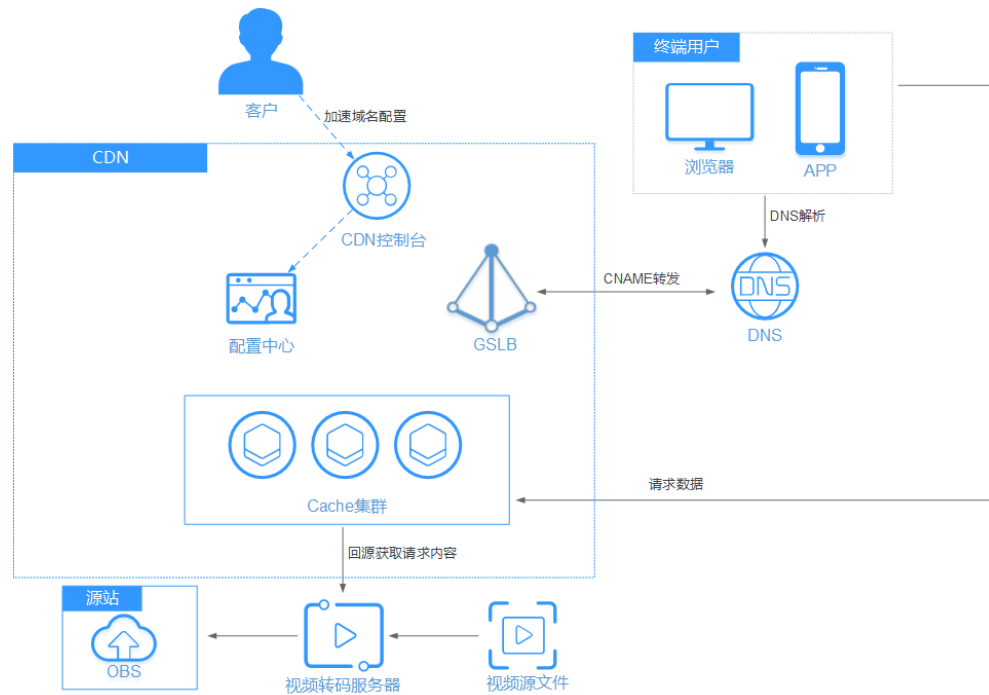 客户
加速域名配置
终端用户
浏览器
APP
CDN
CDN控制台
DNS解析
配置中心
GSLB
CNAME转发
DNS
DNS
Cache集群
请求数据
回源获取请求内容
源站
OBS
视频转码服务器
视频源文件